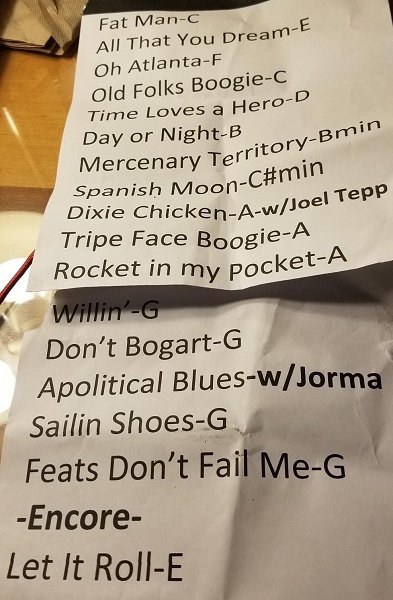 Fat Man-C
All That You Dream-E
Oh Atlanta-F
Old Folks Boogie-C
Time Loves a Hero-D
Day or Night-B
Mercenary Territory-Bmin
Spanish Moon-C#min
Dixie Chicken-A-w/Joel Tepp
Tripe Face Boogie-A
Rocket in my Pocket-A
Willin'-G
Don't Bogart-G
Apolitical Blues-w/Jorma
Sailin Shoes-G
Feats Don't Fail Me-G
-Encore-
Let It Roll-E